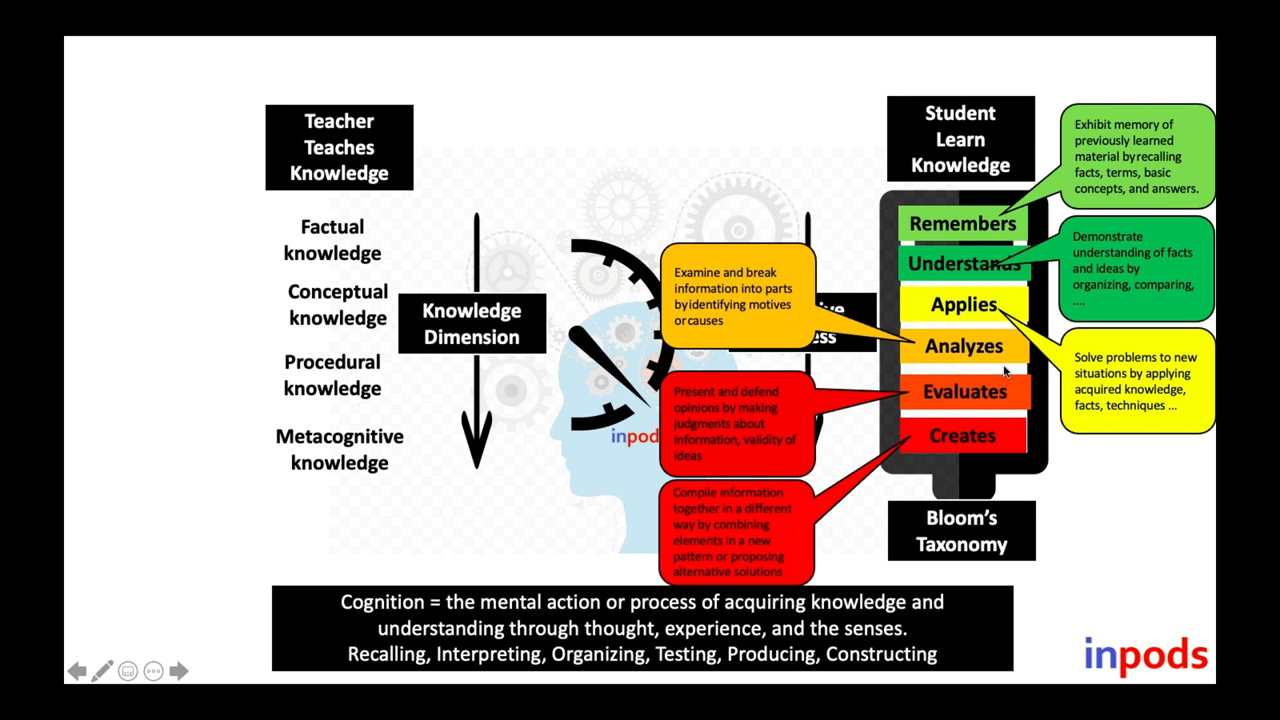 Teacher
Teaches
Knowledge
Factual
knowledge
Conceptual
knowledge
Procedural
knowledge
Metacognitive
knowledge
Knowledge
Dimension
inpod
Examine and break
information into parts
by identifying motives
or causes
Present and defend
opinions by making
judgments about
information, validity of
ideas
Compile information
together in a different
way by combining
elements in a new
pattern or proposing
alternative solutions
Student
Learn
Knowledge
Remembers
Understands
Applies
Analyzes
Evaluates
Creates
Bloom's
Taxonomy
Exhibit memory of
previously learned
material by recalling
facts, terms, basic
concepts, and answers.
Demonstrate
understanding of facts
and ideas by
organizing, comparing,
....
Solve problems to new
situations by applying
acquired knowledge,
facts, techniques ...
Cognition = the mental action or process of acquiring knowledge and
understanding through thought, experience, and the senses.
Recalling, Interpreting, Organizing, Testing, Producing, Constructing
inpods